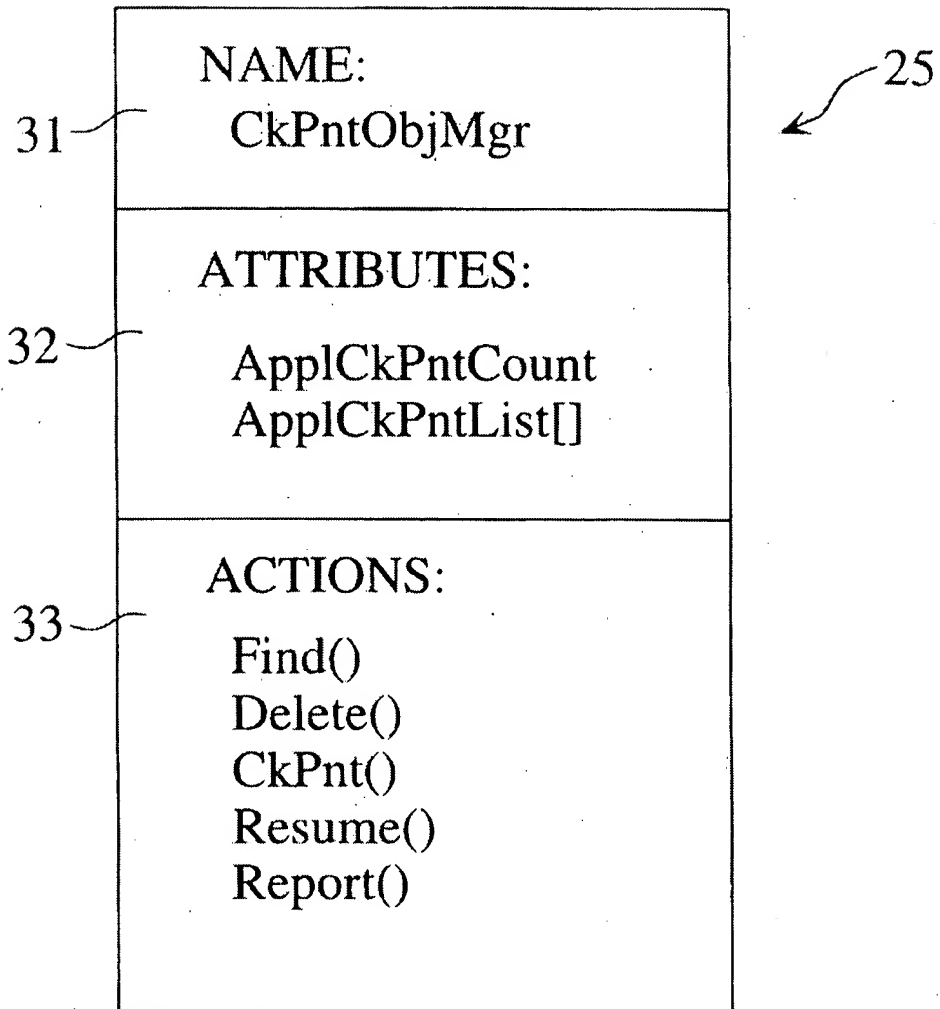 NAME:
25
31
CkPntObjMgr
ATTRIBUTES:
32
ApplCkPntCount
ApplCkPntList[]
ACTIONS:
33
Find()
Delete()
CkPnt()
Resume()
Report()